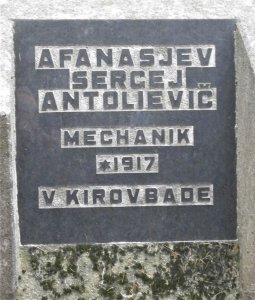 AFANASJEV
SERGEJ
ANTOLIEVIČ
MECHANIK
*1917
V KIROVBADE